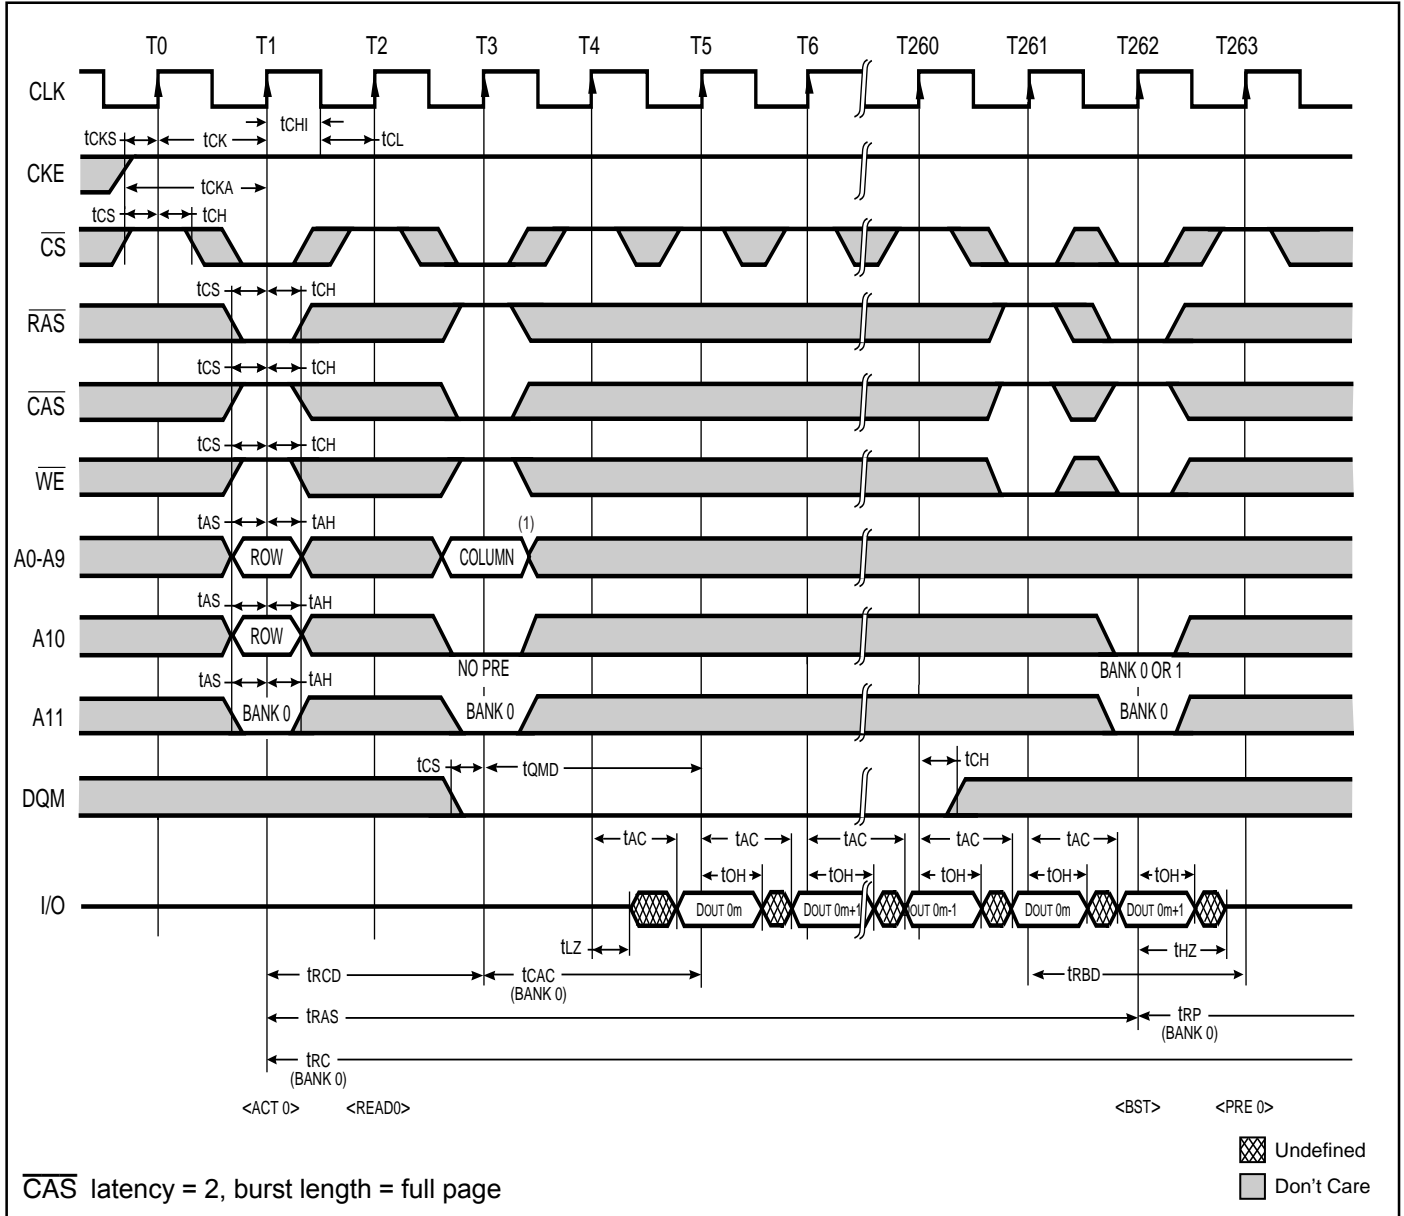 T0 T1 T2 T3 T4 T5 T6 T260 T261 T262 T263
CLK
tCHI
tCKS tCK tCL
CKE
tCKA
tCS tCH
CS
tCS tCH
RAS
tCS tCH
CAS
tCS tCH
WE
tAS tAH (1)
A0-A9 ROW COLUMN
tAS tAH
A10 ROW
NO PRE BANK 0 OR 1
tAS tAH
A11 BANK 0 BANK 0 BANK 0
tCS tQMD tCH
DQM
tAC tAC tAC tAC tAC
tOH tOH tOH tOH tOH
I/O DOUT 0m DOUT 0m+1 OUT 0m-1 DOUT 0m DOUT 0m+1
tLZ tHZ
tRCD tCAC tRBD
(BANK 0)
tRAS tRP
(BANK 0)
tRC
(BANK 0)
<ACT 0> <READ0> <BST> <PRE 0>
Undefined
Don't Care
CAS latency = 2, burst length = full page